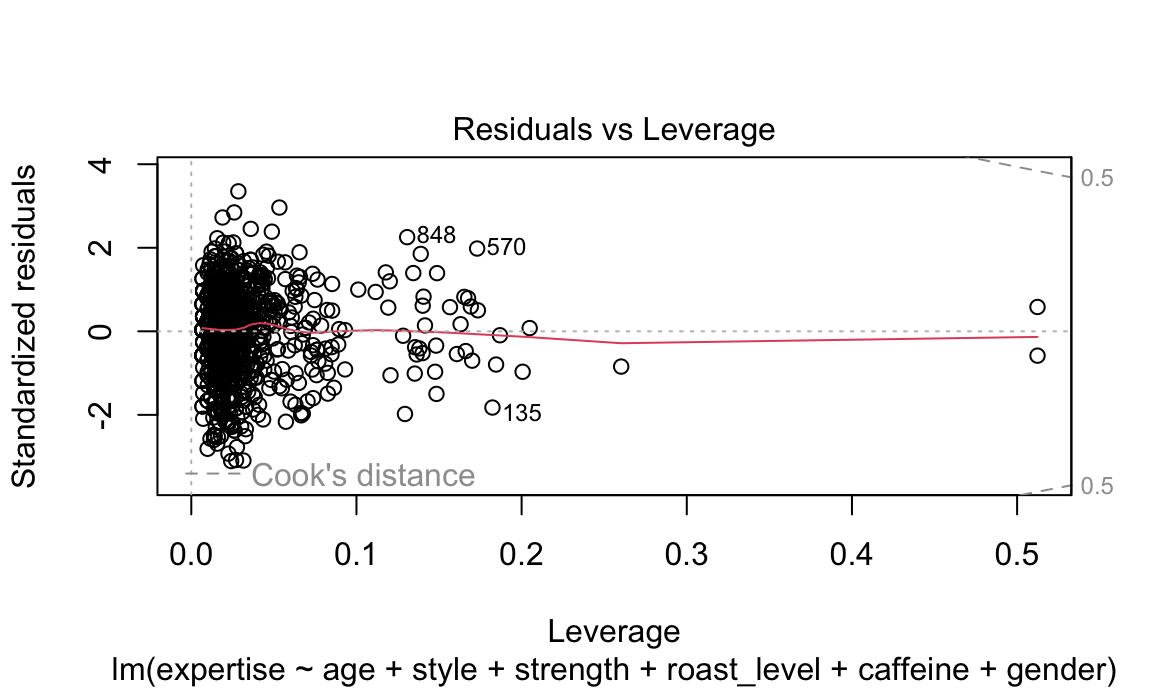 Residuals vs Leverage
Standardized residuals
4
2
0
-2
0.5
848
570
135
Cook's distance
0.5
0.0 0.1 0.2 0.3 0.4 0.5
Leverage
lm(expertise ~ age + style + strength + roast_level + caffeine + gender)